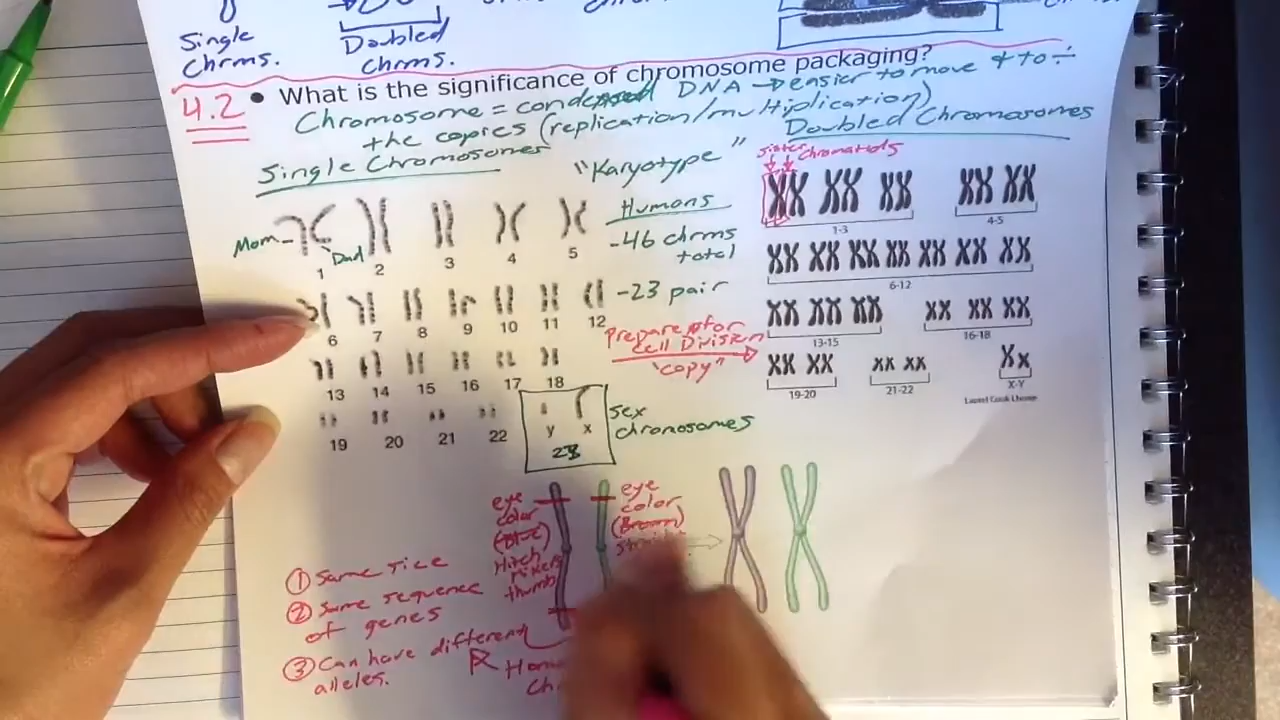 Single
Chrms.
Doubled
Chrms.
4.2 • What is the significance of chromosome packaging?
Chromosome = condensed DNA → easier to move & to ÷
the copies (replication/multiplication)
Single Chromosomes
"Karyotype"
Doubled Chromosomes
Sister Chromatids
Mom
Dad
1 2 3 4 5
6 7 8 9 10 11 12
13 14 15 16 17 18
19 20 21 22
y x
23
sex
chromosomes
Humans
-46 chrms
total
-23 pair
Prepare for
Cell Division
"copy"
1-3 4-5
6-12
13-15 16-18
19-20 21-22 X-Y
eye
color
(Blue)
Hitch
hikers
thumb
eye
color
(Brown)
① Same size
② Same sequence
of genes
③ Can have different
alleles.